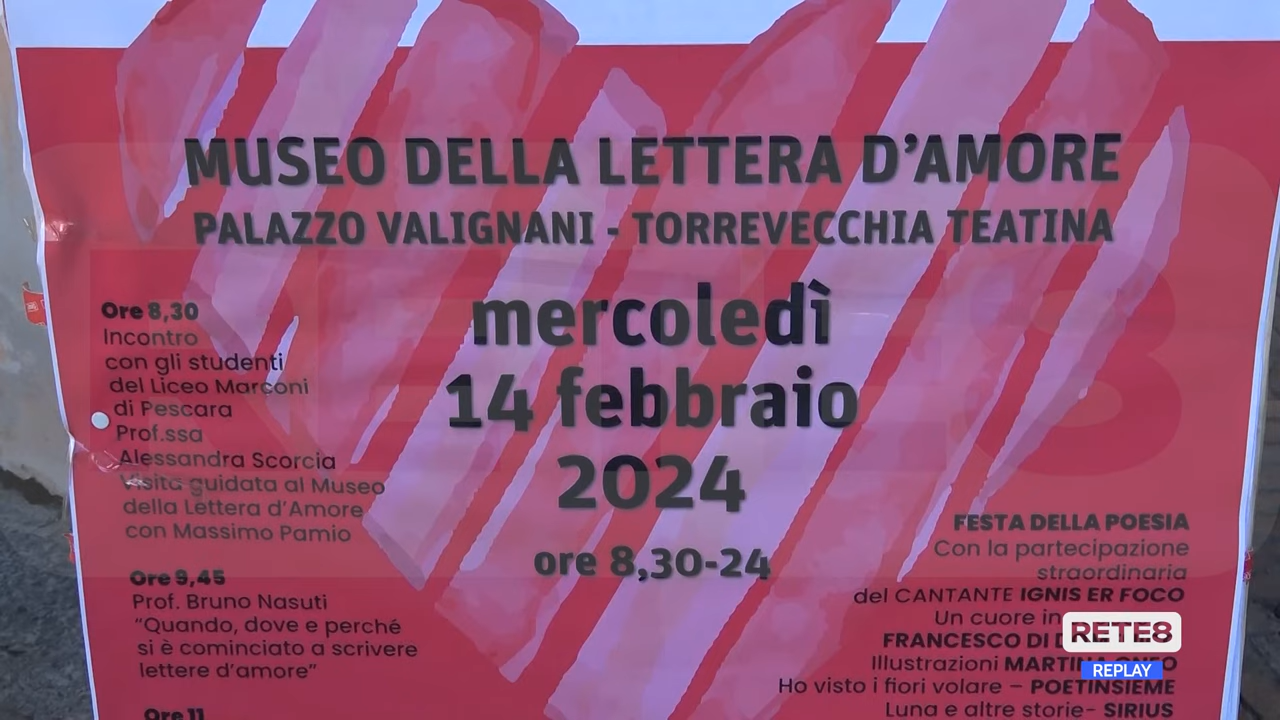 MUSEO DELLA LETTERA D'AMORE
PALAZZO VALIGNANI - TORREVECCHIA TEATINA
mercoledì
14 febbraio
2024
ore 8,30-24
Ore 8,30
Incontro
con gli studenti
del Liceo Marconi
di Pescara
Prof.ssa
Alessandra Scorcia
Visita guidata al Museo
della Lettera d'Amore
con Massimo Pamio
Ore 9,45
Prof. Bruno Nasuti
"Quando, dove e perché
si è cominciato a scrivere
lettere d'amore"
Ore 11
FESTA DELLA POESIA
Con la partecipazione
straordinaria
del CANTANTE IGNIS ER FOCO
Un cuore in
FRANCESCO DI
Illustrazioni
Ho visto i fiori volare – POETINSIEME
Luna e altre storie- SIRIUS
RETE8
REPLAY